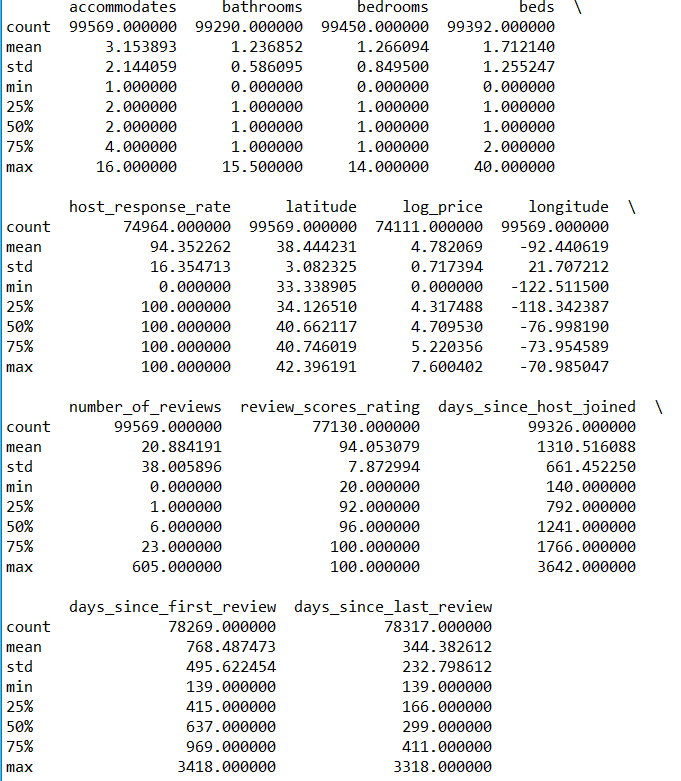 accommodates     bathrooms      bedrooms          beds  \
count  99569.000000  99290.000000  99450.000000  99392.000000
mean       3.153893      1.236852      1.266094      1.712140
std        2.144059      0.586095      0.849500      1.255247
min        1.000000      0.000000      0.000000      0.000000
25%        2.000000      1.000000      1.000000      1.000000
50%        2.000000      1.000000      1.000000      1.000000
75%        4.000000      1.000000      1.000000      2.000000
max       16.000000     15.500000     14.000000     40.000000

       host_response_rate      latitude     log_price     longitude  \
count        74964.000000  99569.000000  74111.000000  99569.000000
mean            94.352262     38.444231      4.782069    -92.440619
std             16.354713      3.082325      0.717394     21.707212
min              0.000000     33.338905      0.000000   -122.511500
25%            100.000000     34.126510      4.317488   -118.342387
50%            100.000000     40.662117      4.709530    -76.998190
75%            100.000000     40.746019      5.220356    -73.954589
max            100.000000     42.396191      7.600402    -70.985047

       number_of_reviews  review_scores_rating  days_since_host_joined  \
count       99569.000000          77130.000000            99326.000000
mean           20.884191             94.053079             1310.516088
std            38.005896              7.872994              661.452250
min             0.000000             20.000000              140.000000
25%             1.000000             92.000000              792.000000
50%             6.000000             96.000000             1241.000000
75%            23.000000            100.000000             1766.000000
max           605.000000            100.000000             3642.000000

       days_since_first_review  days_since_last_review
count             78269.000000            78317.000000
mean                768.487473              344.382612
std                 495.622454              232.798612
min                 139.000000              139.000000
25%                 415.000000              166.000000
50%                 637.000000              299.000000
75%                 969.000000              411.000000
max                3418.000000             3318.000000